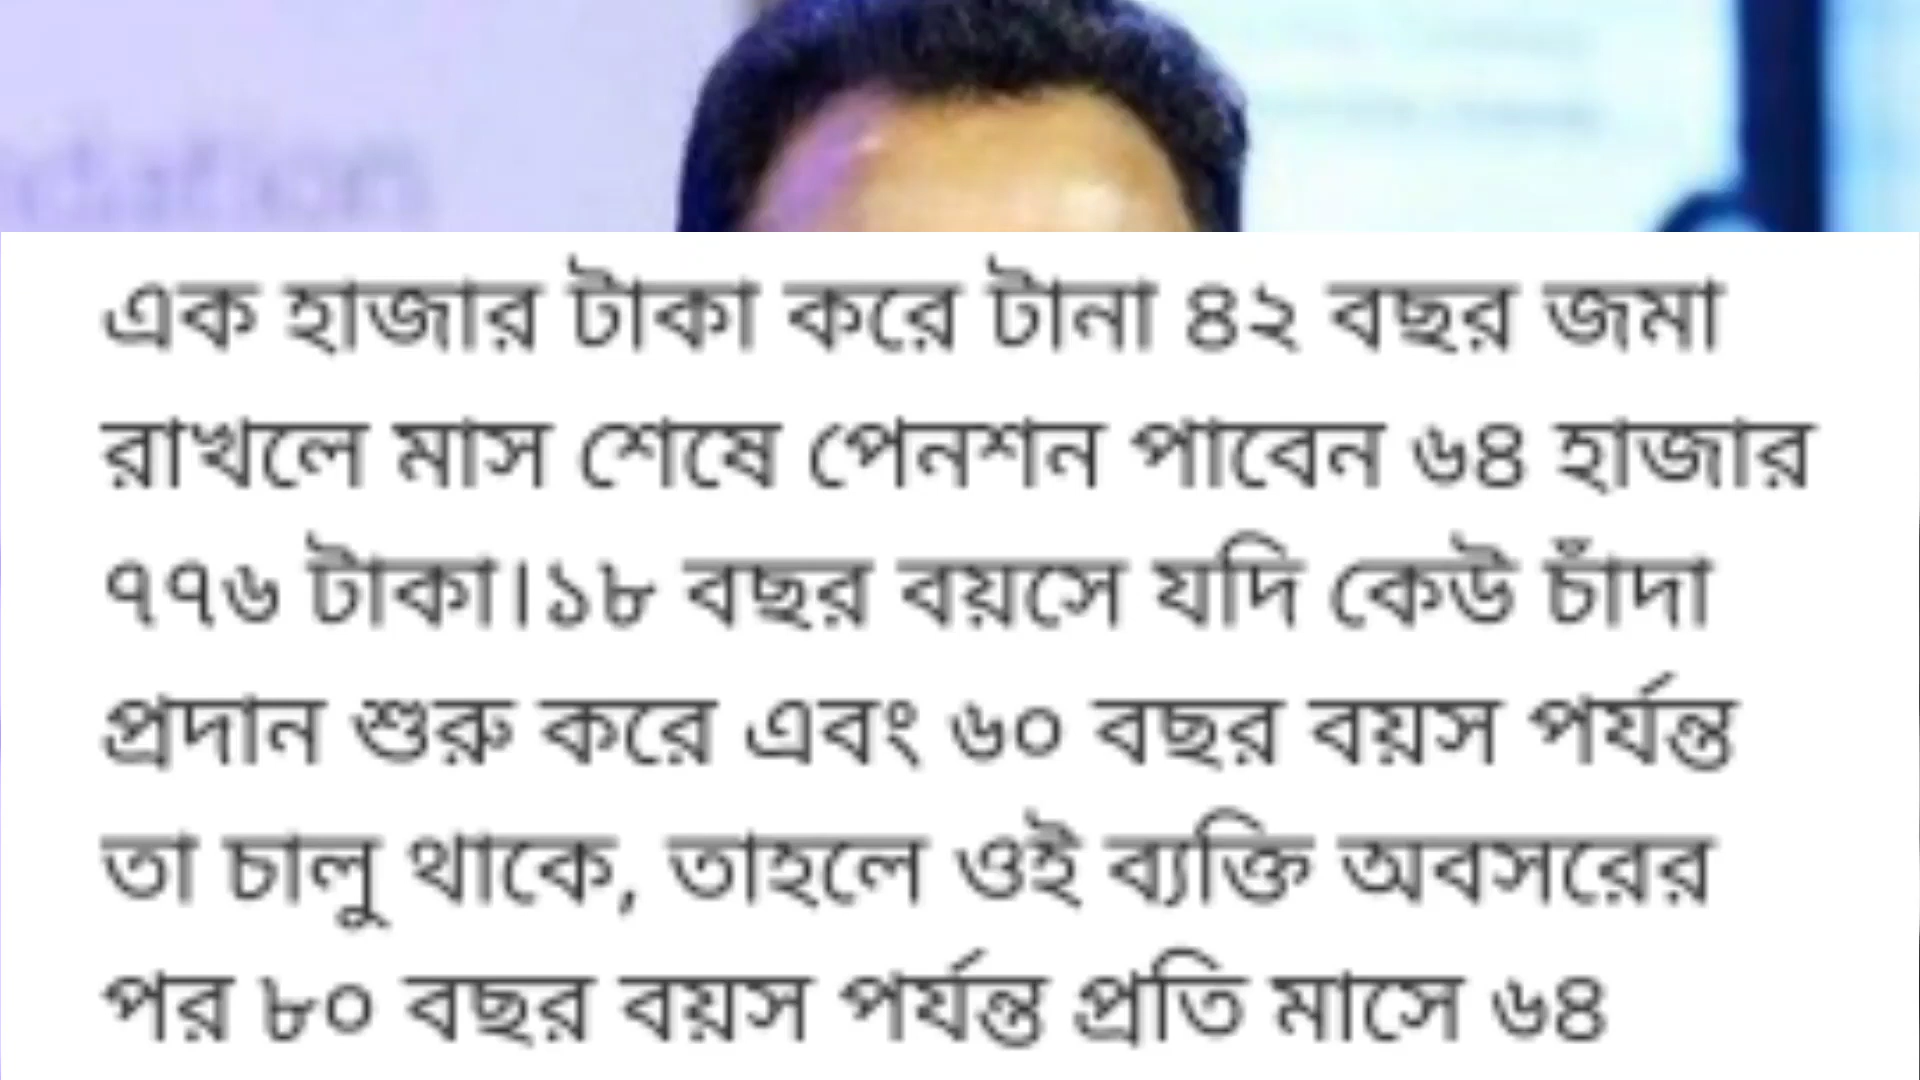 dation
এক হাজার টাকা করে টানা ৪২ বছর জমা
রাখলে মাস শেষে পেনশন পাবেন ৬৪ হাজার
৭৭৬ টাকা।১৮ বছর বয়সে যদি কেউ চাঁদা
প্রদান শুরু করে এবং ৬০ বছর বয়স পর্যন্ত
তা চালু থাকে, তাহলে ওই ব্যক্তি অবসরের
পর ৮০ বছর বয়স পর্যন্ত প্রতি মাসে ৬৪